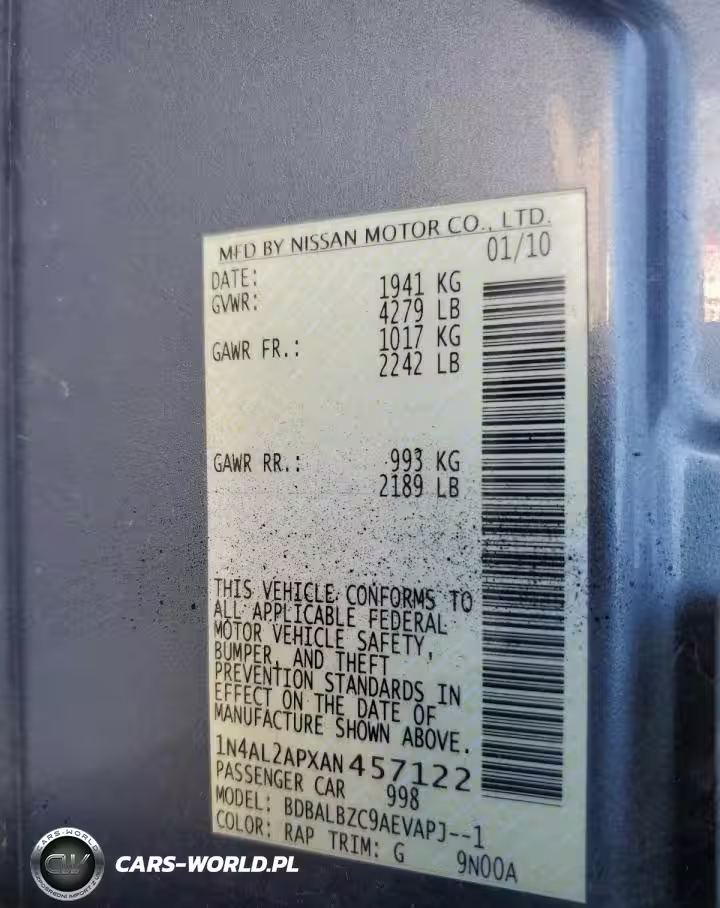 MFD BY NISSAN MOTOR CO., LTD.
DATE: 01/10
GVWR: 1941 KG
4279 LB
GAWR FR.: 1017 KG
2242 LB
GAWR RR.: 993 KG
2189 LB
THIS VEHICLE CONFORMS TO
ALL APPLICABLE FEDERAL
MOTOR VEHICLE SAFETY,
BUMPER, AND THEFT
PREVENTION STANDARDS IN
EFFECT ON THE DATE OF
MANUFACTURE SHOWN ABOVE.
1N4AL2APXAN457122
PASSENGER CAR 998
MODEL: BDBALBZC9AEVAPJ--1
COLOR: RAP TRIM: G 9N00A
CARS-WORLD
CW
CARS-WORLD.PL